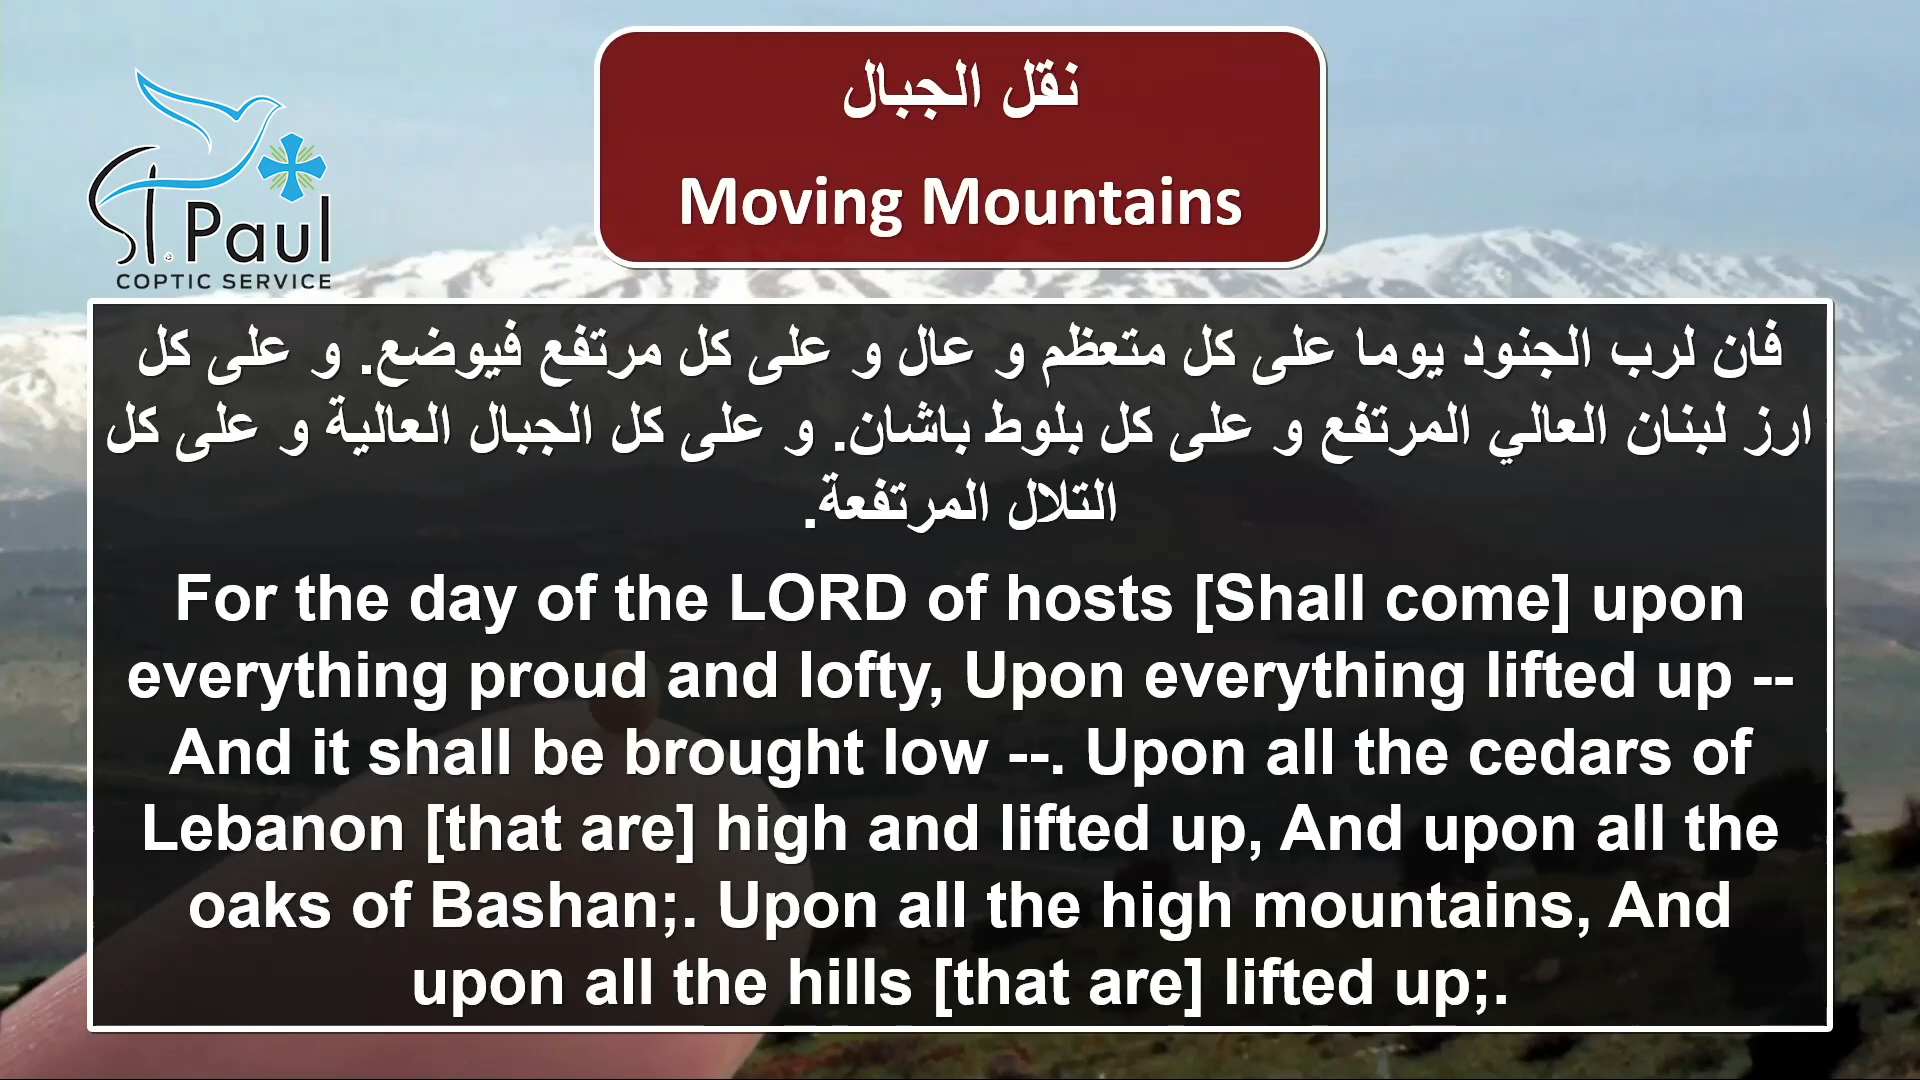 نقل الجبال
Moving Mountains
St. Paul
COPTIC SERVICE
فان لرب الجنود يوما على كل متعظم و عال و على كل مرتفع فيوضع. و على كل
ارز لبنان العالي المرتفع و على كل بلوط باشان. و على كل الجبال العالية و على كل
التلال المرتفعة.
For the day of the LORD of hosts [Shall come] upon
everything proud and lofty, Upon everything lifted up --
And it shall be brought low --. Upon all the cedars of
Lebanon [that are] high and lifted up, And upon all the
oaks of Bashan;. Upon all the high mountains, And
upon all the hills [that are] lifted up;.